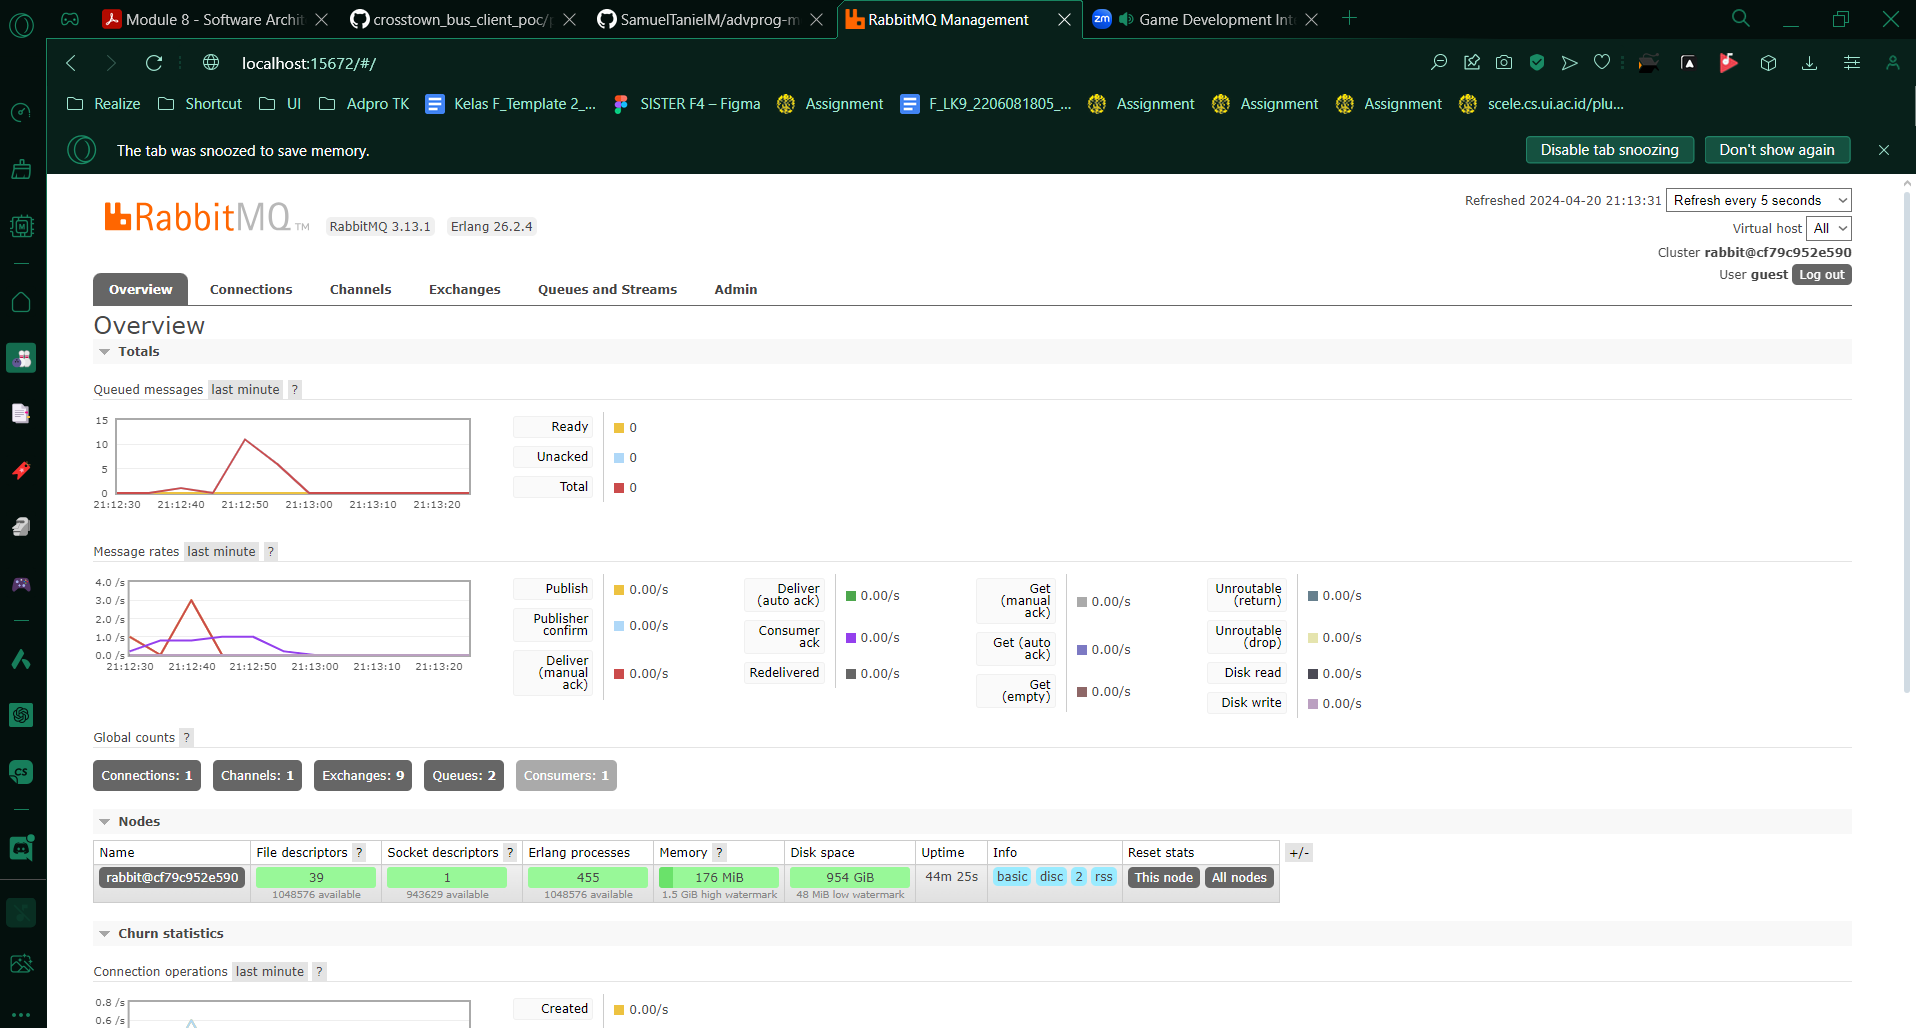 Module 8 - Software Archit
crosstown_bus_client_poc/p
SamuelTanielM/advprog-m
RabbitMQ Management
zm Game Development Inte
localhost:15672/#/
Realize Shortcut UI Adpro TK Kelas F_Template 2_... SISTER F4 – Figma Assignment F_LK9_2206081805_... Assignment Assignment Assignment scele.cs.ui.ac.id/plu...
The tab was snoozed to save memory.
Disable tab snoozing Don't show again
RabbitMQ TM RabbitMQ 3.13.1 Erlang 26.2.4
Refreshed 2024-04-20 21:13:31 Refresh every 5 seconds
Virtual host All
Cluster rabbit@cf79c952e590
User guest Log out
Overview Connections Channels Exchanges Queues and Streams Admin
Overview
Totals
Queued messages last minute ?
15
10
5
0
21:12:30 21:12:40 21:12:50 21:13:00 21:13:10 21:13:20
Ready 0
Unacked 0
Total 0
Message rates last minute ?
4.0 /s
3.0 /s
2.0 /s
1.0 /s
0.0 /s
21:12:30 21:12:40 21:12:50 21:13:00 21:13:10 21:13:20
Publish 0.00/s
Publisher
confirm 0.00/s
Deliver
(manual
ack) 0.00/s
Deliver
(auto ack) 0.00/s
Consumer
ack 0.00/s
Redelivered 0.00/s
Get
(manual
ack) 0.00/s
Get (auto
ack) 0.00/s
Get
(empty) 0.00/s
Unroutable
(return) 0.00/s
Unroutable
(drop) 0.00/s
Disk read 0.00/s
Disk write 0.00/s
Global counts ?
Connections: 1 Channels: 1 Exchanges: 9 Queues: 2 Consumers: 1
Nodes
Name File descriptors ? Socket descriptors ? Erlang processes Memory ? Disk space Uptime Info Reset stats +/-
rabbit@cf79c952e590 39 1 455 176 MiB 954 GiB 44m 25s basic disc 2 rss This node All nodes
1048576 available 943629 available 1048576 available 1.5 GiB high watermark 48 MiB low watermark
Churn statistics
Connection operations last minute ?
0.8 /s
0.6 /s
Created 0.00/s